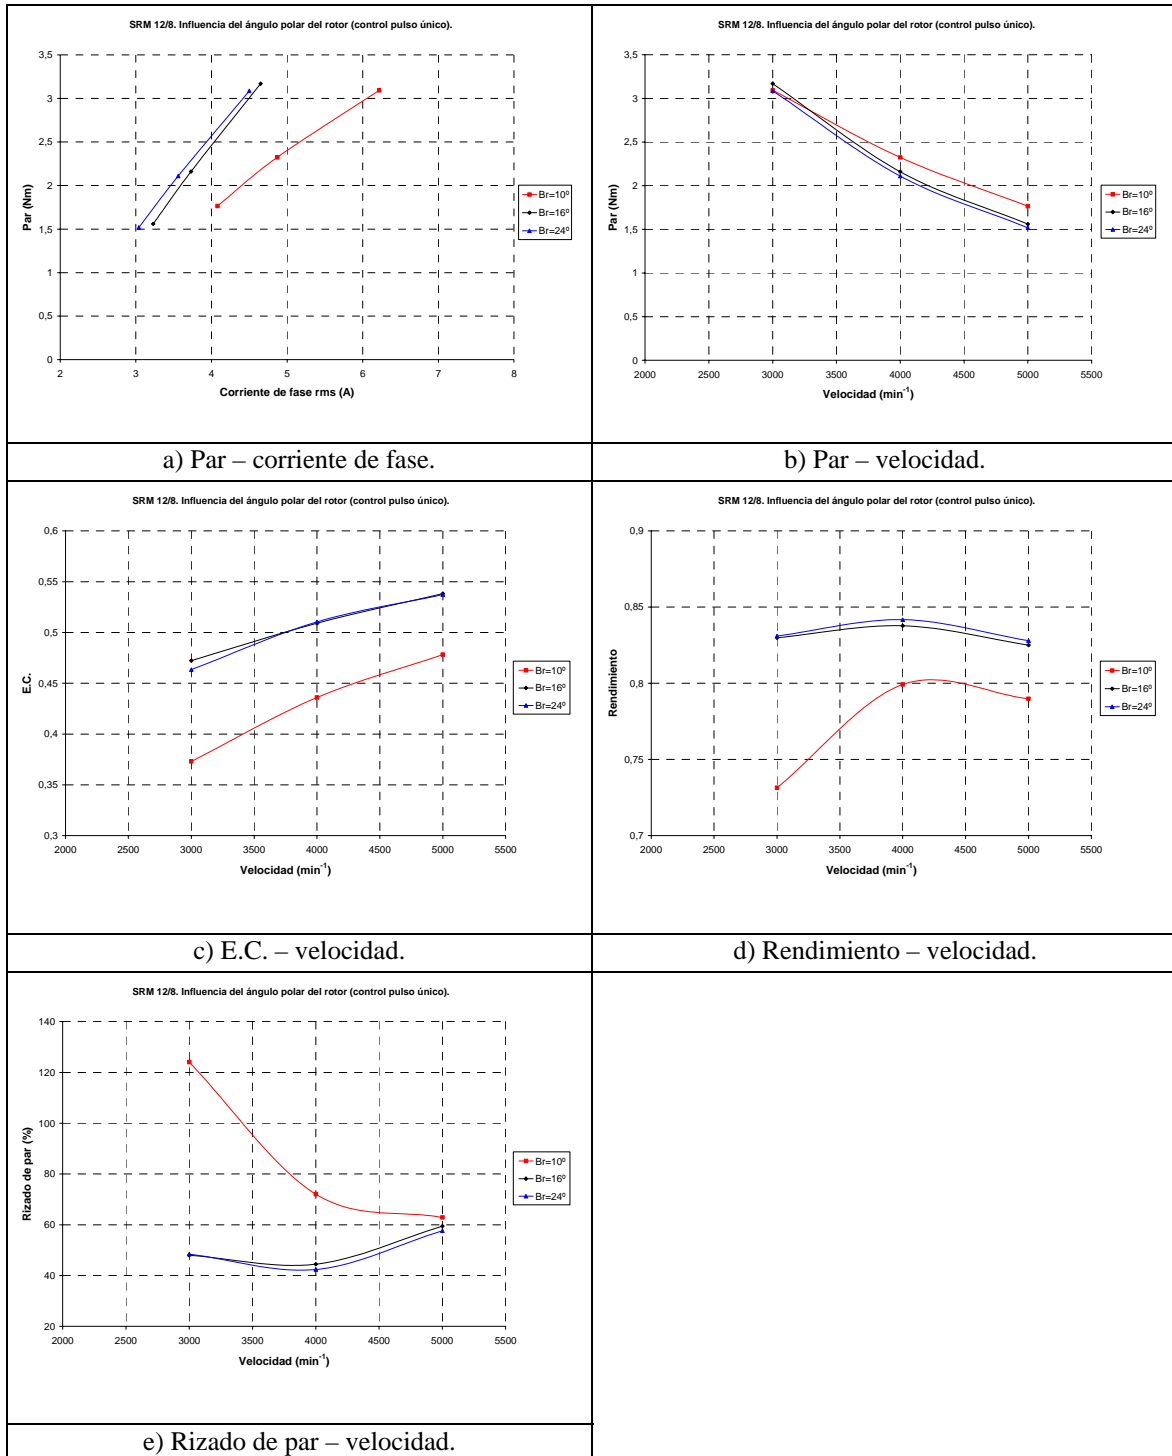 SRM 12/8. Influencia del ángulo polar del rotor (control pulso único).
3,5
3
2,5
2
1,5
1
0,5
0
Par (Nm)
2 3 4 5 6 7 8
Corriente de fase rms (A)
Br=10º
Br=16º
Br=24º
a) Par – corriente de fase.
SRM 12/8. Influencia del ángulo polar del rotor (control pulso único).
3,5
3
2,5
2
1,5
1
0,5
0
Par (Nm)
2000 2500 3000 3500 4000 4500 5000 5500
Velocidad (min⁻¹)
Br=10º
Br=16º
Br=24º
b) Par – velocidad.
SRM 12/8. Influencia del ángulo polar del rotor (control pulso único).
0,6
0,55
0,5
0,45
0,4
0,35
0,3
E.C.
2000 2500 3000 3500 4000 4500 5000 5500
Velocidad (min⁻¹)
Br=10º
Br=16º
Br=24º
c) E.C. – velocidad.
SRM 12/8. Influencia del ángulo polar del rotor (control pulso único).
0,9
0,85
0,8
0,75
0,7
Rendimiento
2000 2500 3000 3500 4000 4500 5000 5500
Velocidad (min⁻¹)
Br=10º
Br=16º
Br=24º
d) Rendimiento – velocidad.
SRM 12/8. Influencia del ángulo polar del rotor (control pulso único).
140
120
100
80
60
40
20
Rizado de par (%)
2000 2500 3000 3500 4000 4500 5000 5500
Velocidad (min⁻¹)
Br=10º
Br=16º
Br=24º
e) Rizado de par – velocidad.